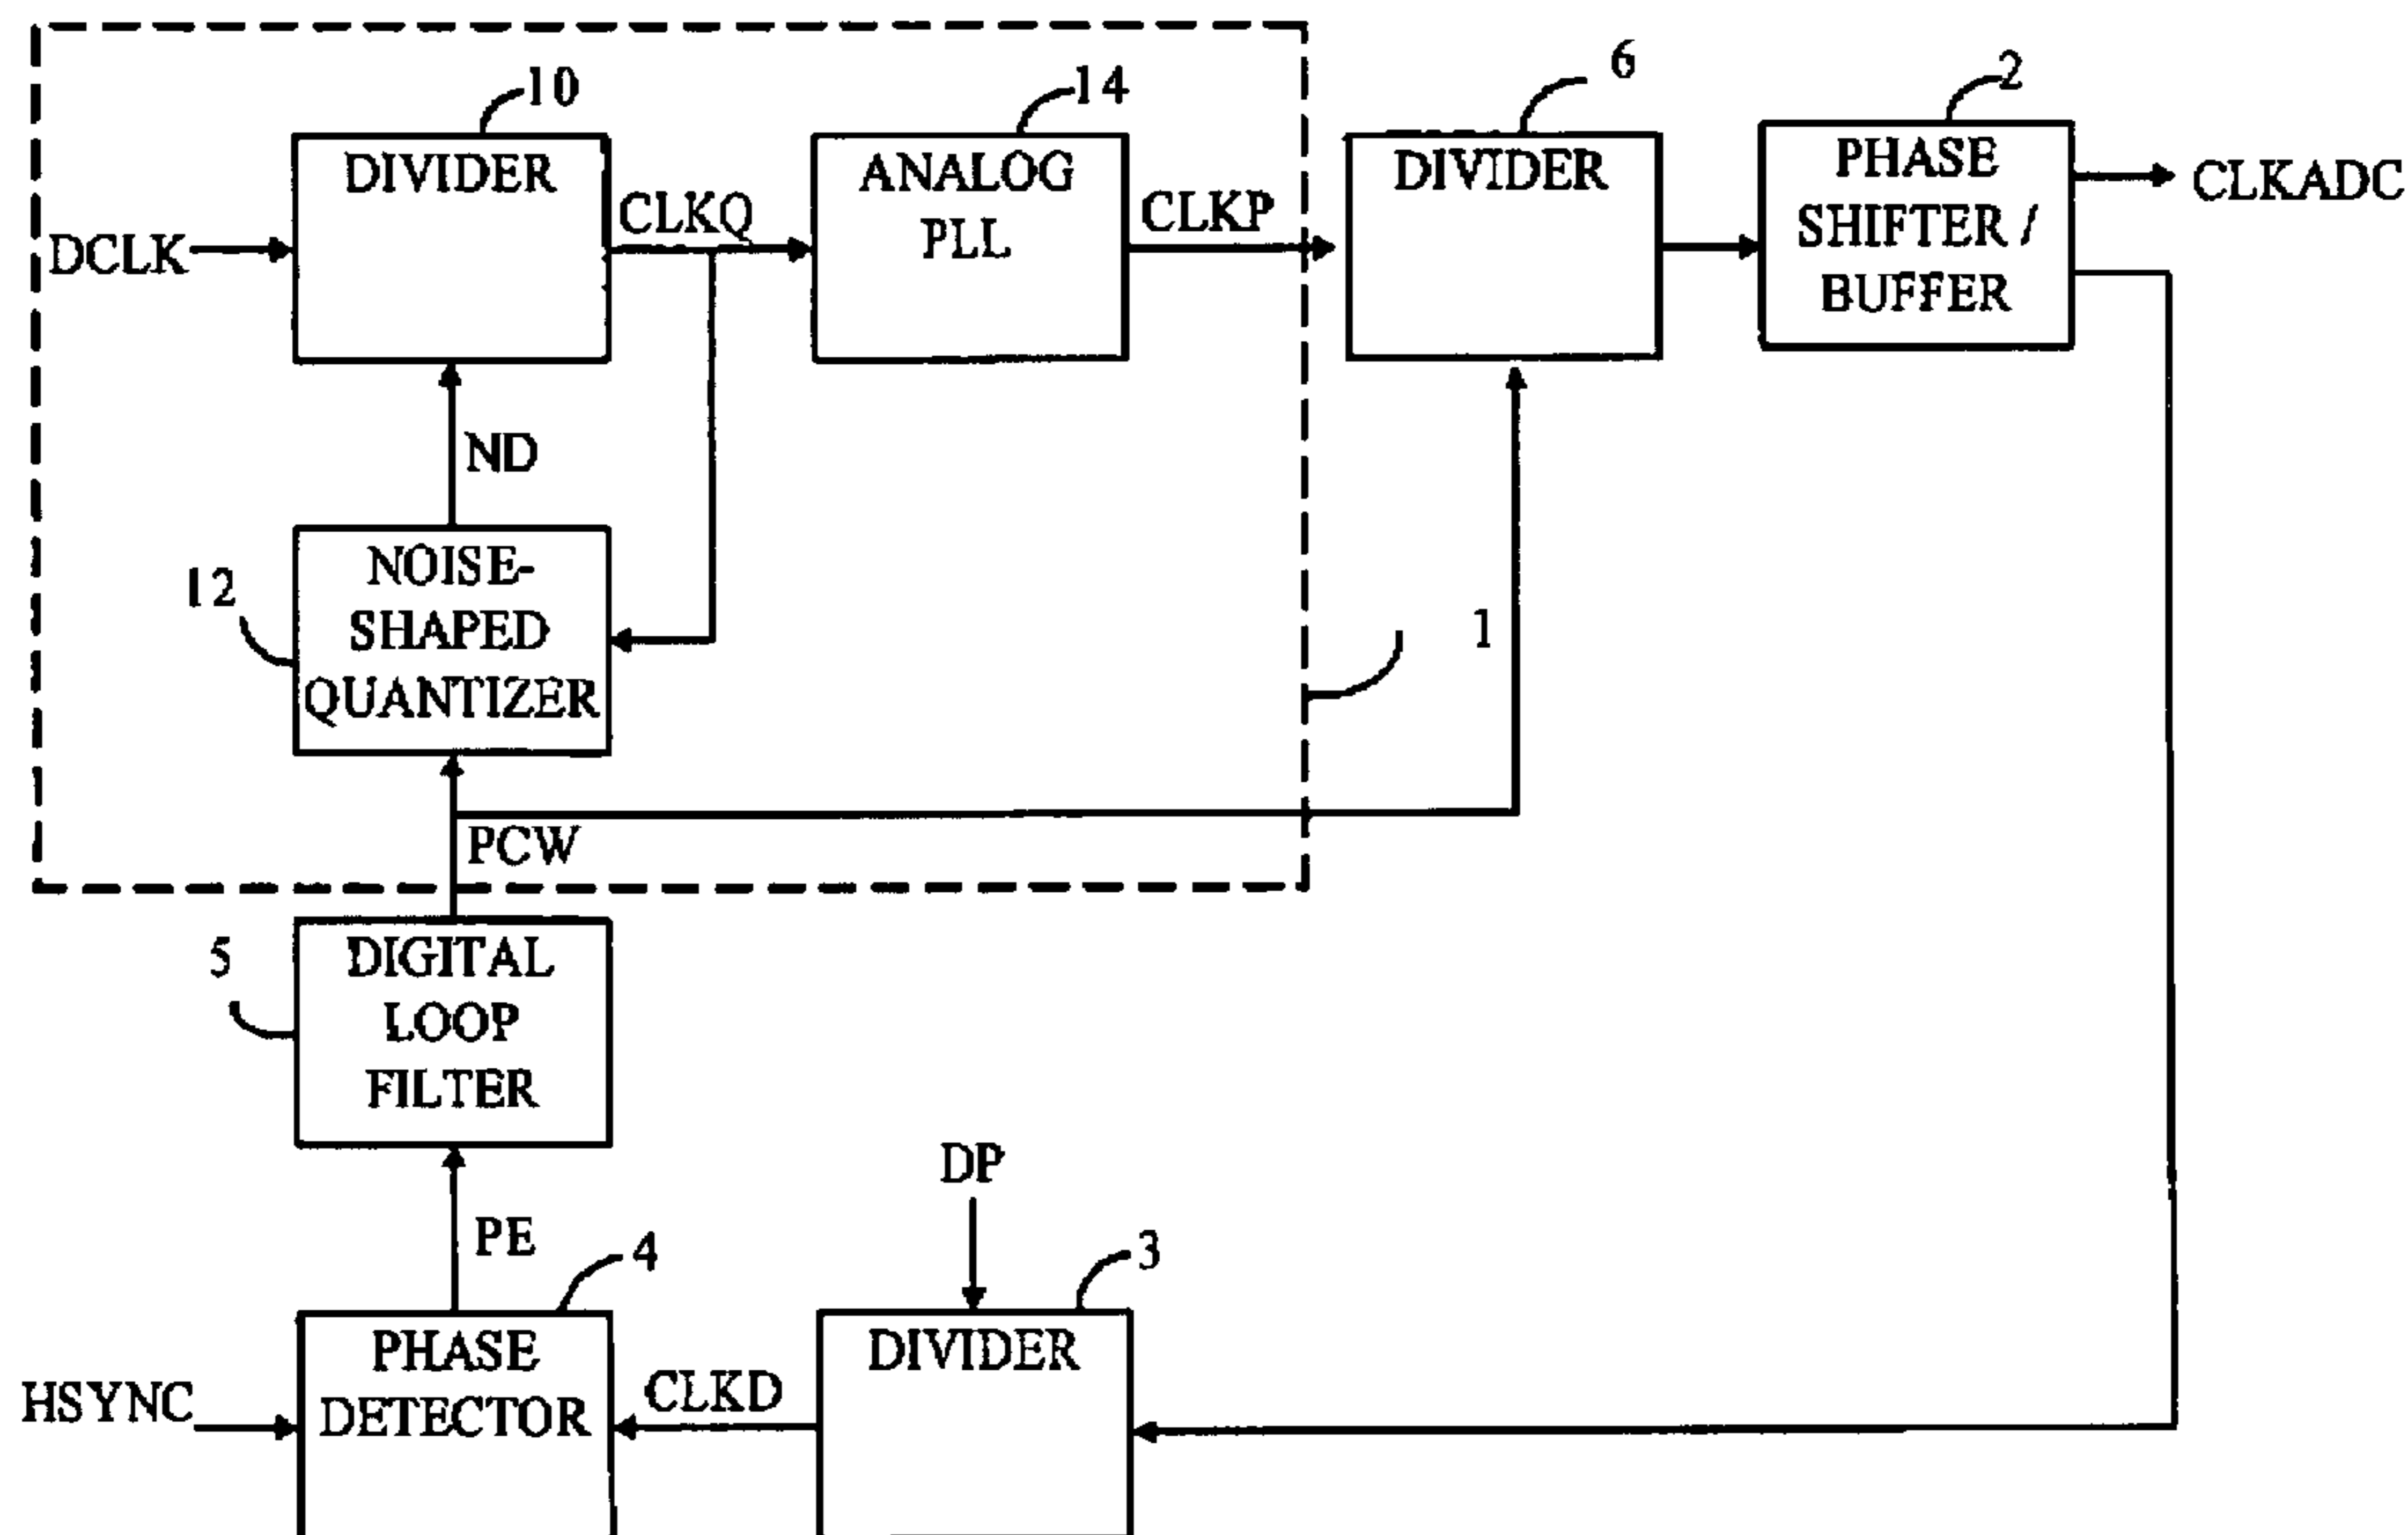 10
14
6
2
DIVIDER
ANALOG
PLL
DIVIDER
PHASE
SHIFTER /
BUFFER
DCLK
CLKQ
CLKP
CLKADC
ND
12
NOISE-
SHAPED
QUANTIZER
1
PCW
5
DIGITAL
LOOP
FILTER
DP
PE
4
3
HSYNC
PHASE
DETECTOR
CLKD
DIVIDER